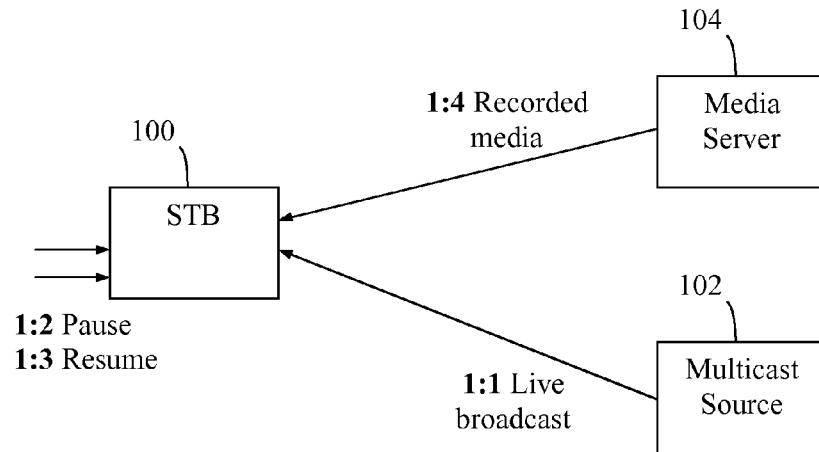 104
Media
Server
1:4 Recorded
media
100
STB
1:2 Pause
1:3 Resume
102
Multicast
Source
1:1 Live
broadcast